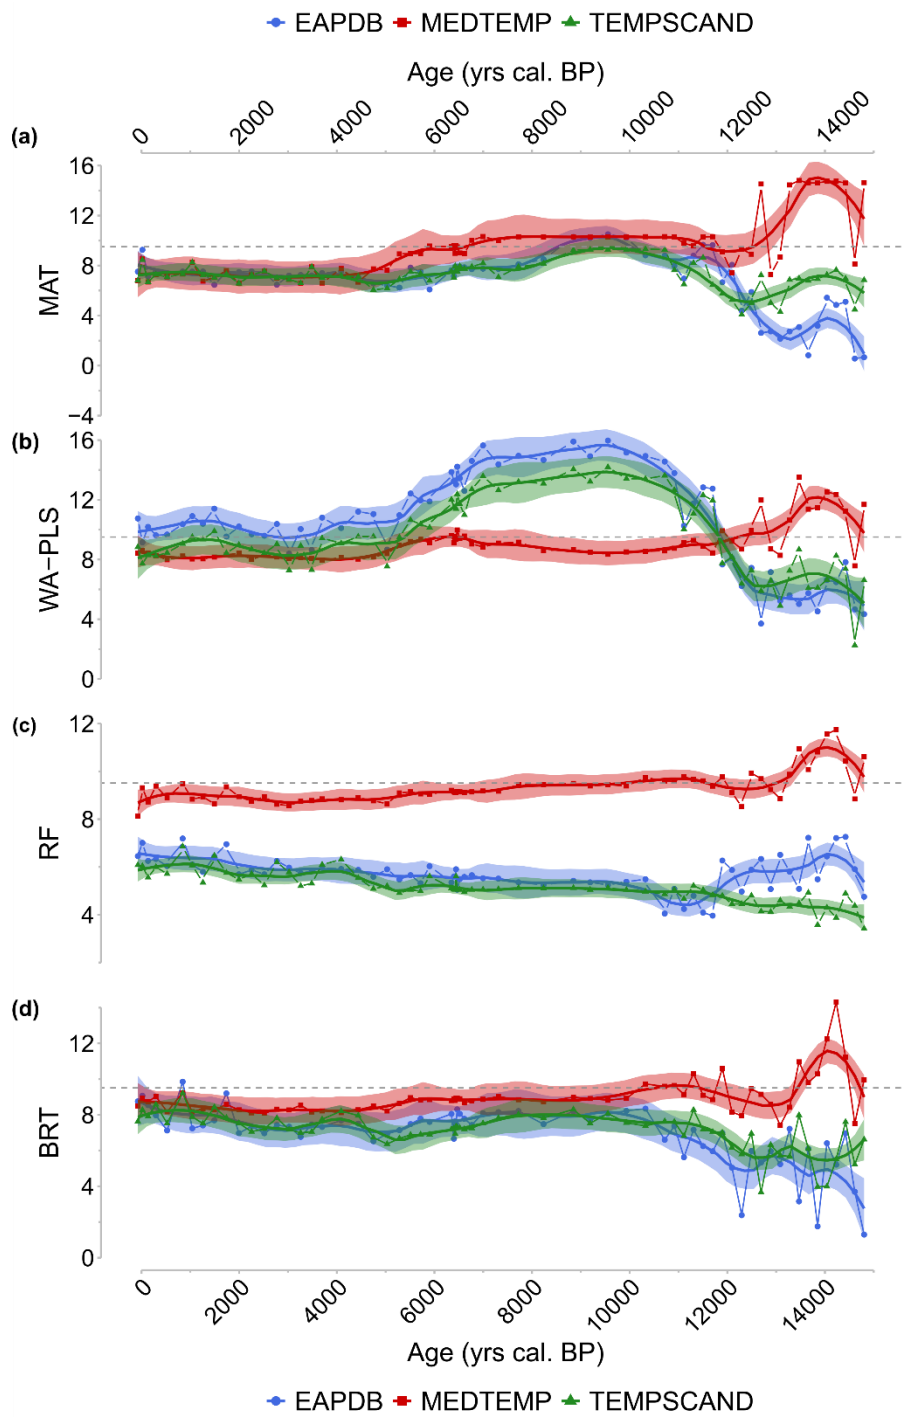 EAPDB MEDTEMP TEMPSCAND
Age (yrs cal. BP)
0 2000 4000 6000 8000 10000 12000 14000
(a)
MAT
16
12
8
4
0
−4
(b)
WA−PLS
16
12
8
4
0
(c)
RF
12
8
4
(d)
BRT
12
8
4
0
0 2000 4000 6000 8000 10000 12000 14000
Age (yrs cal. BP)
EAPDB MEDTEMP TEMPSCAND